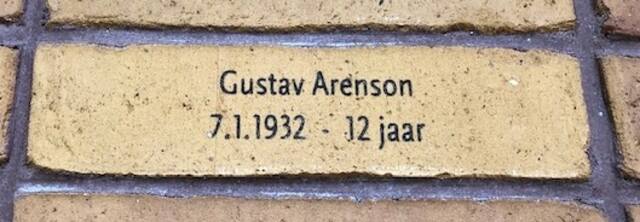 Gustav Arenson
7.1.1932 - 12 jaar